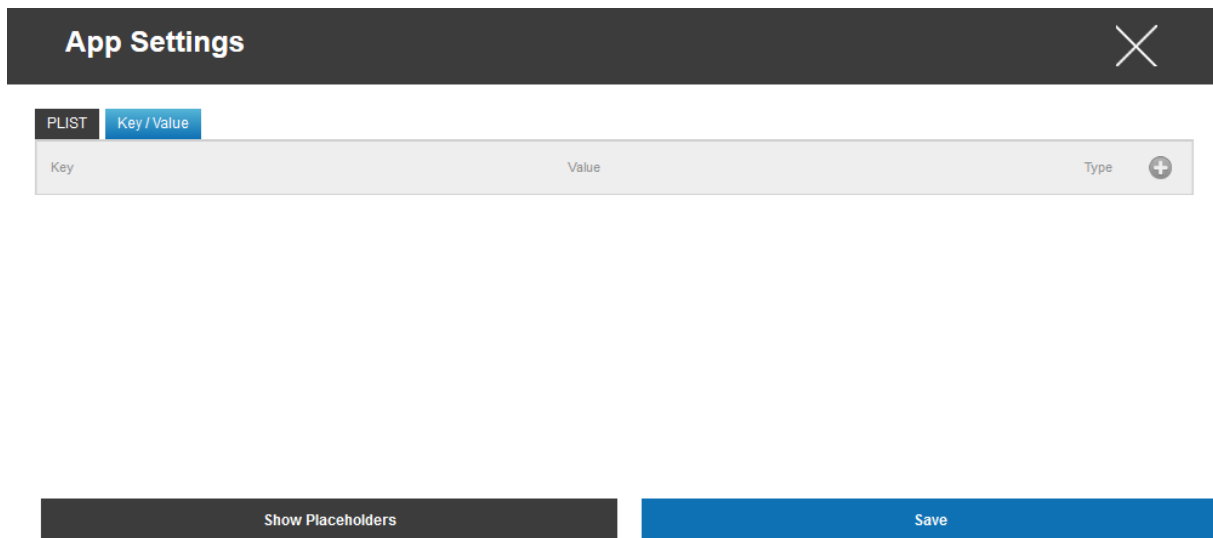 App Settings
PLIST Key / Value
Key Value Type
Show Placeholders Save